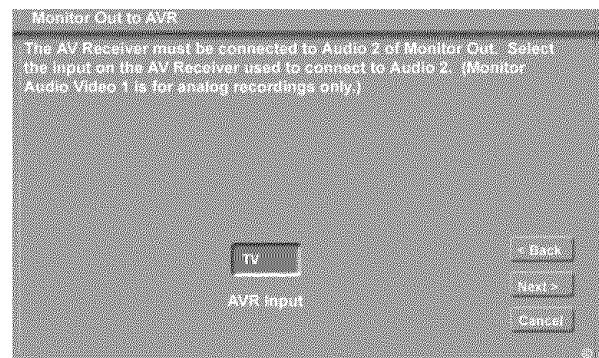 Monitor Out to AVR
The AV Receiver must be connected to Audio 2 of Monitor Out. Select
the input on the AV Receiver used to connect to Audio 2. (Monitor
Audio Video 1 is for analog recordings only.)
< Back
TV
Next >
AVR Input
Cancel